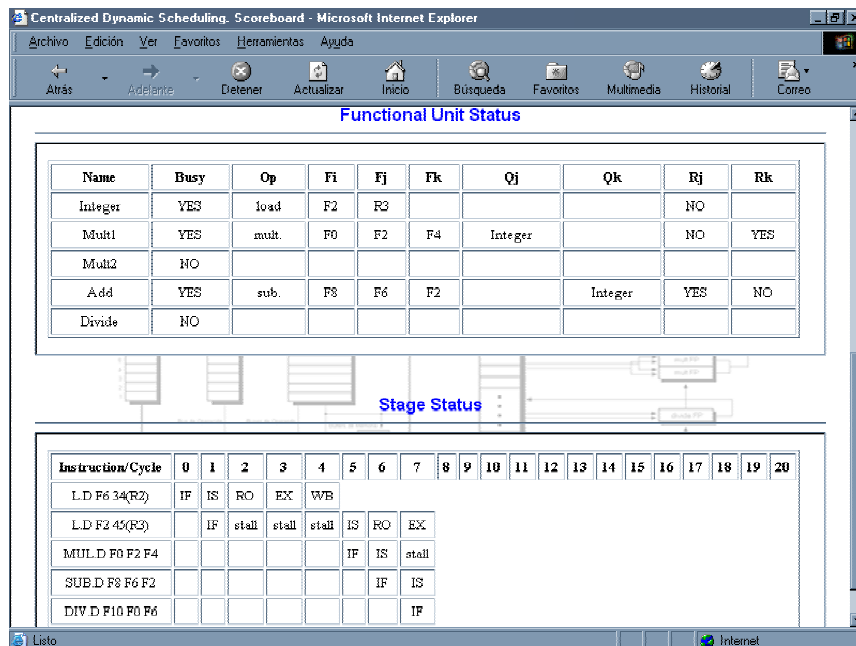 Centralized Dynamic Scheduling. Scoreboard - Microsoft Internet Explorer
Archivo Edición Ver Favoritos Herramientas Ayuda
Atrás Adelante Detener Actualizar Inicio Búsqueda Favoritos Multimedia Historial Correo
Functional Unit Status
Name Busy Op Fi Fj Fk Qj Qk Rj Rk
Integer YES load F2 R3 NO
Mult1 YES mult. F0 F2 F4 Integer NO YES
Mult2 NO
Add YES sub. F8 F6 F2 Integer YES NO
Divide NO
Stage Status
Instruction/Cycle 0 1 2 3 4 5 6 7 8 9 10 11 12 13 14 15 16 17 18 19 20
L.D F6 34(R2) IF IS RO EX WB
L.D F2 45(R3) IF stall stall stall IS RO EX
MUL.D F0 F2 F4 IF IS stall
SUB.D F8 F6 F2 IF IS
DIV.D F10 F0 F6 IF
Listo Internet